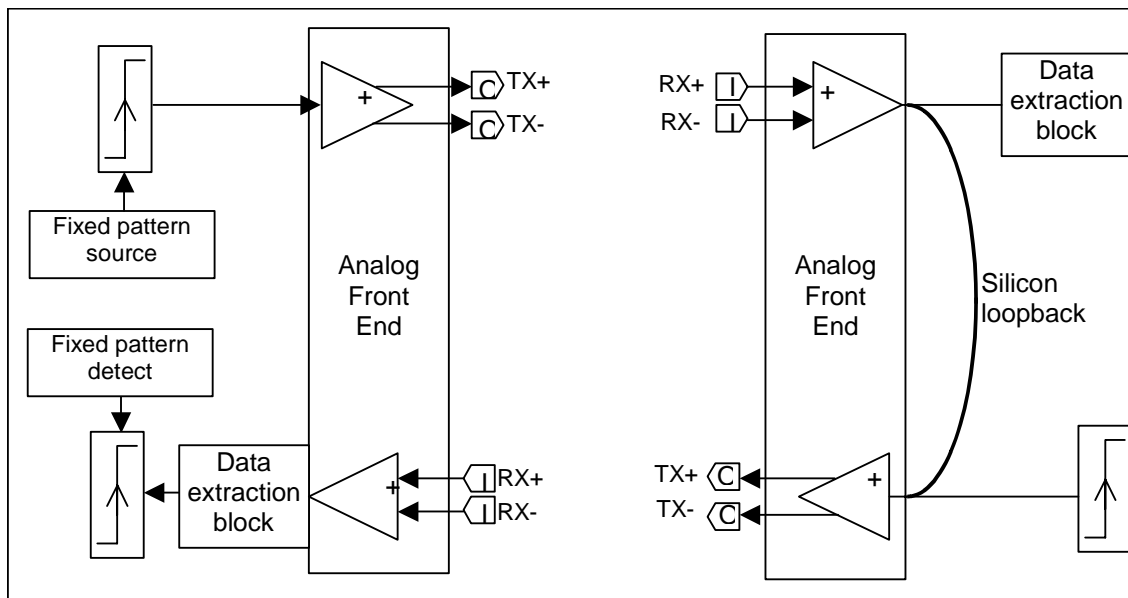 C TX+
C TX-
RX+ I
RX- I
Data
extraction
block
+
+
Fixed pattern
source
Analog
Front
End
Analog
Front
End
Silicon
loopback
Fixed pattern
detect
Data
extraction
block
+
I RX+
I RX-
TX+ C
TX- C
+